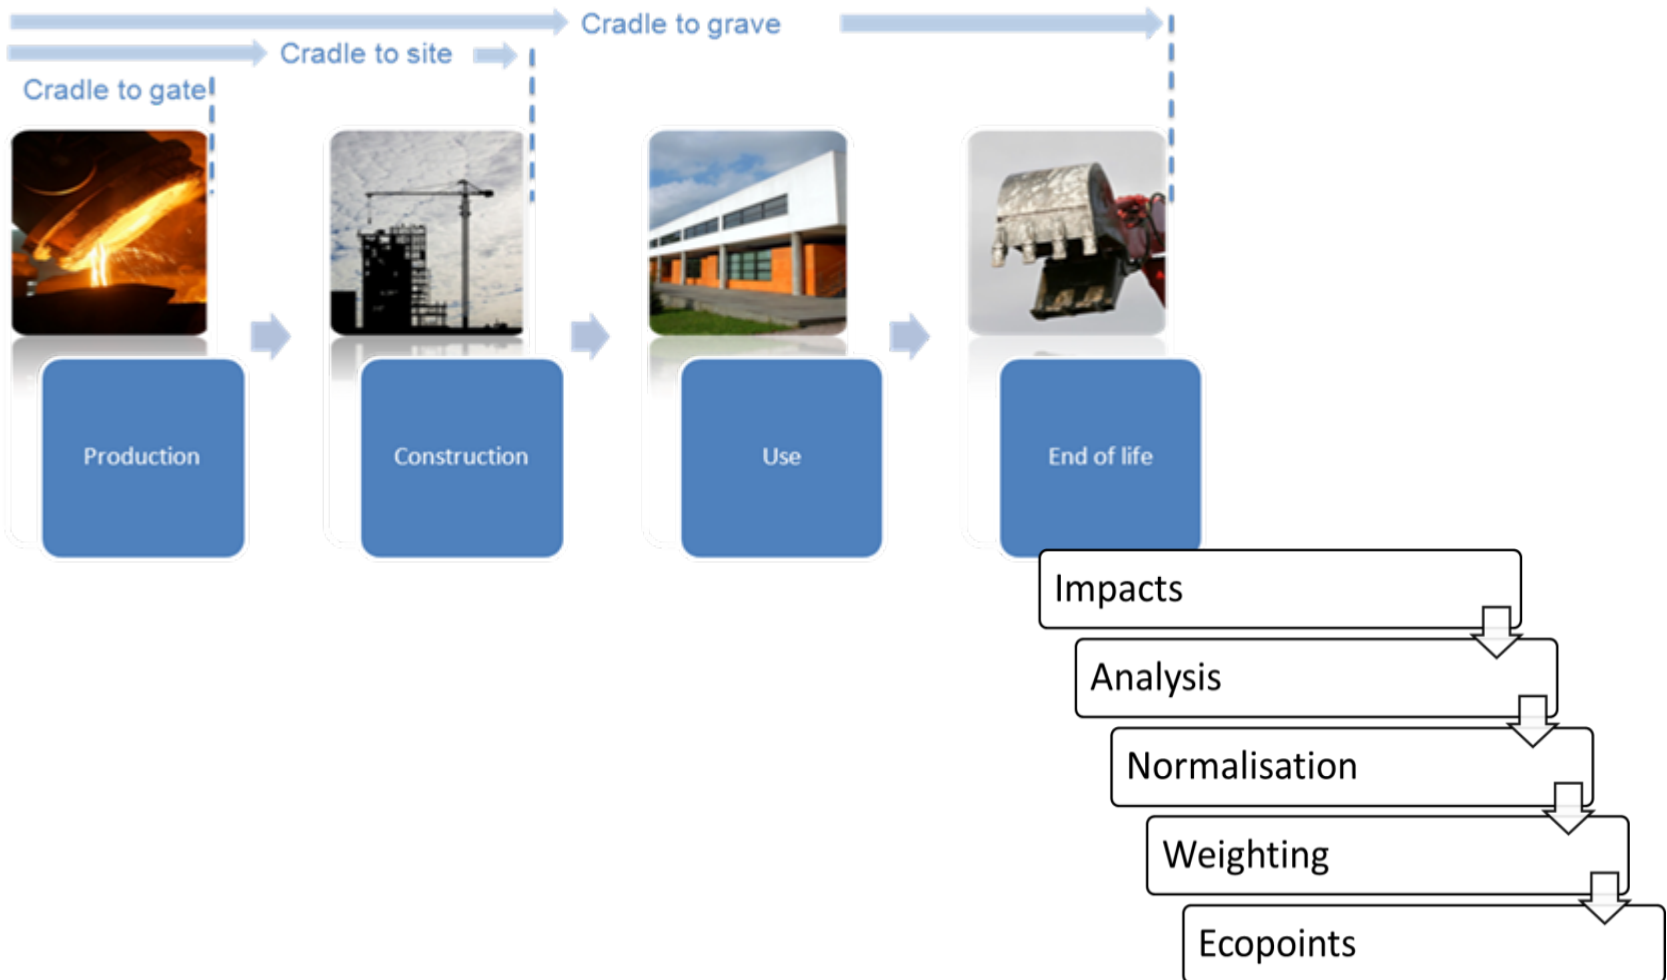 Cradle to grave
Cradle to site
Cradle to gate
Production
Construction
Use
End of life
Impacts
Analysis
Normalisation
Weighting
Ecopoints